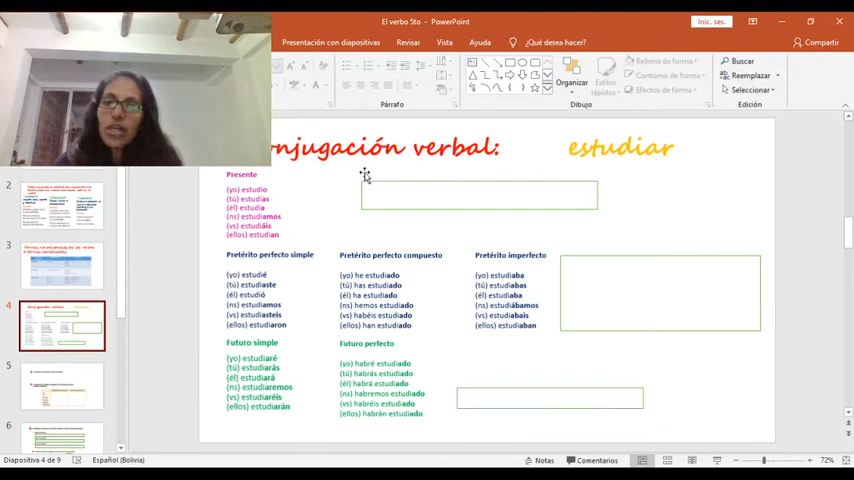 El verbo 5to - PowerPoint
Inic. ses.
Presentación con diapositivas
Revisar
Vista
Ayuda
¿Qué desea hacer?
Compartir
Organizar
Estilos
rápidos
Relleno de forma
Contorno de forma
Efectos de forma
Buscar
Reemplazar
Seleccionar
Párrafo
Dibujo
Edición
onjugación verbal: estudiar
Presente
(yo) estudio
(tú) estudias
(él) estudia
(ns) estudiamos
(vs) estudiáis
(ellos) estudian
Pretérito perfecto simple
(yo) estudié
(tú) estudiaste
(él) estudió
(ns) estudiamos
(vs) estudiasteis
(ellos) estudiaron
Pretérito perfecto compuesto
(yo) he estudiado
(tú) has estudiado
(él) ha estudiado
(ns) hemos estudiado
(vs) habéis estudiado
(ellos) han estudiado
Pretérito imperfecto
(yo) estudiaba
(tú) estudiabas
(él) estudiaba
(ns) estudiábamos
(vs) estudiabais
(ellos) estudiaban
Futuro simple
(yo) estudiaré
(tú) estudiarás
(él) estudiará
(ns) estudiaremos
(vs) estudiaréis
(ellos) estudiarán
Futuro perfecto
(yo) habré estudiado
(tú) habrás estudiado
(él) habrá estudiado
(ns) habremos estudiado
(vs) habréis estudiado
(ellos) habrán estudiado
2
3
4
5
6
Diapositiva 4 de 9
Español (Bolivia)
Notas
Comentarios
72%